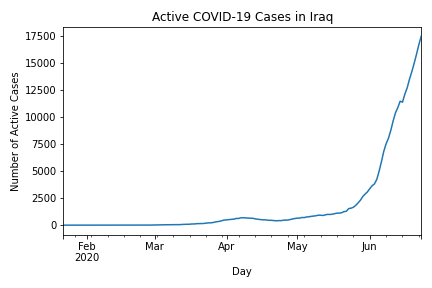 Active COVID-19 Cases in Iraq
17500
15000
12500
10000
7500
5000
2500
0
Number of Active Cases
Feb Mar Apr May Jun
2020
Day